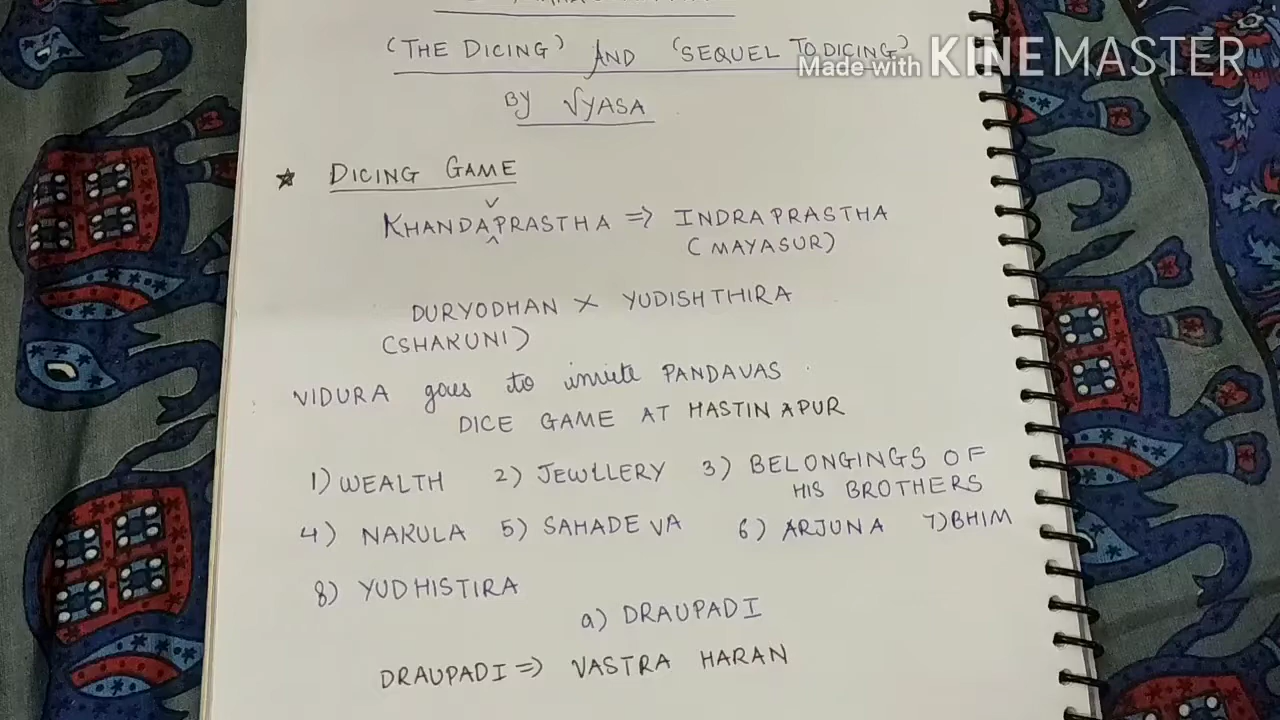 (THE DICING) AND (SEQUEL TO DICING)
Made with KINEMASTER
BY VYASA
★ DICING GAME
KHANDAPRASTHA => INDRAPRASTHA
(MAYASUR)
DURYODHAN X YUDISHTHIRA
(SHAKUNI)
VIDURA goes to invite PANDAVAS
DICE GAME AT HASTINAPUR
1) WEALTH 2) JEWLLERY 3) BELONGINGS OF
HIS BROTHERS
4) NAKULA 5) SAHADEVA 6) ARJUNA 7) BHIM
8) YUDHISTIRA
a) DRAUPADI
DRAUPADI => VASTRA HARAN